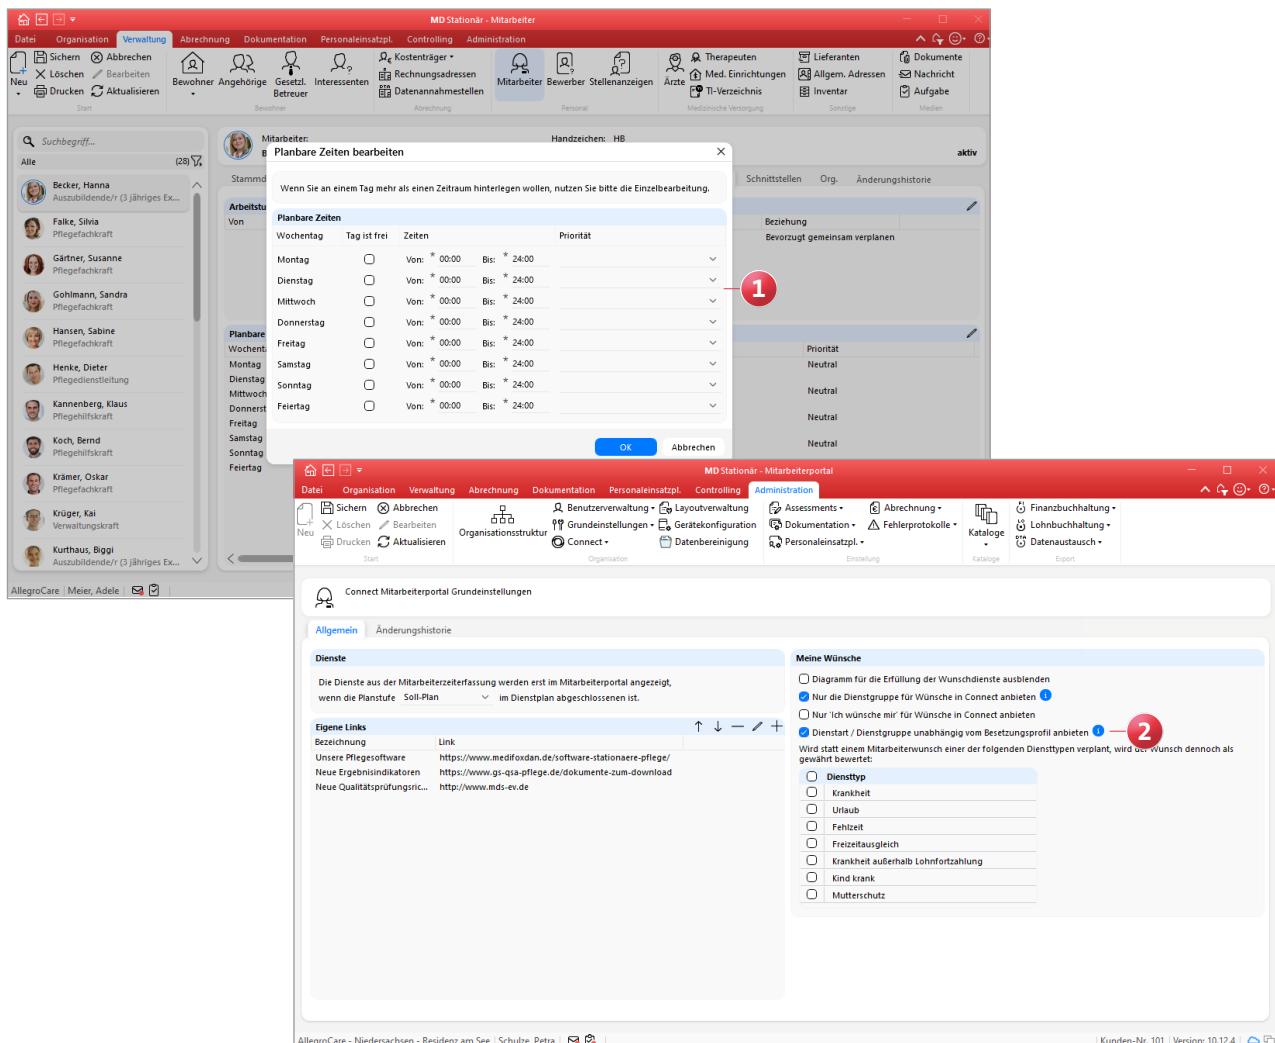 MD Stationär - Mitarbeiter
Datei Organisation Verwaltung Abrechnung Dokumentation Personaleinsatzpl. Controlling Administration
Neu
Sichern Abbrechen
Löschen Bearbeiten
Drucken Aktualisieren
Start
Bewohner Angehörige Gesetzl. Betreuer Interessenten
Bewohner
Kostenträger
Rechnungsadressen
Datenannahmestellen
Abrechnung
Mitarbeiter Bewerber Stellenanzeigen
Personal
Ärzte
Therapeuten
Med. Einrichtungen
TI-Verzeichnis
Medizinische Versorgung
Lieferanten
Allgem. Adressen
Inventar
Sonstige
Dokumente
Nachricht
Aufgabe
Medien
Suchbegriff...
Alle (28)
Becker, Hanna
Auszubildende/r (3 jähriges Ex...
Falke, Silvia
Pflegefachkraft
Gärtner, Susanne
Pflegefachkraft
Gohlmann, Sandra
Pflegefachkraft
Hansen, Sabine
Pflegefachkraft
Henke, Dieter
Pflegedienstleitung
Kannenberg, Klaus
Pflegehilfskraft
Koch, Bernd
Pflegehilfskraft
Krämer, Oskar
Pflegefachkraft
Krüger, Kai
Verwaltungskraft
Kurthaus, Biggi
Auszubildende/r (3 jähriges Ex...
AllegroCare Meier, Adele
Mitarbeiter: Handzeichen: HB
B
aktiv
Stammd Schnittstellen Org. Änderungshistorie
Arbeitstu
Von Beziehung
Bevorzugt gemeinsam verplanen
Planbare
Wochent Priorität
Montag Neutral
Dienstag
Neutral
Mittwoch
Donnerst
Neutral
Freitag
Samstag
Neutral
Sonntag
Feiertag
Planbare Zeiten bearbeiten
Wenn Sie an einem Tag mehr als einen Zeitraum hinterlegen wollen, nutzen Sie bitte die Einzelbearbeitung.
Planbare Zeiten
Wochentag Tag ist frei Zeiten Priorität
Montag Von: * 00:00 Bis: * 24:00
Dienstag Von: * 00:00 Bis: * 24:00
Mittwoch Von: * 00:00 Bis: * 24:00
Donnerstag Von: * 00:00 Bis: * 24:00
Freitag Von: * 00:00 Bis: * 24:00
Samstag Von: * 00:00 Bis: * 24:00
Sonntag Von: * 00:00 Bis: * 24:00
Feiertag Von: * 00:00 Bis: * 24:00
OK Abbrechen
1
MD Stationär - Mitarbeiterportal
Datei Organisation Verwaltung Abrechnung Dokumentation Personaleinsatzpl. Controlling Administration
Neu
Sichern Abbrechen
Löschen Bearbeiten
Drucken Aktualisieren
Start
Organisationsstruktur
Benutzerverwaltung Layoutverwaltung
Grundeinstellungen Gerätekonfiguration
Connect Datenbereinigung
Organisation
Assessments Abrechnung
Dokumentation Fehlerprotokolle
Personaleinsatzpl.
Einstellung
Kataloge
Kataloge
Finanzbuchhaltung
Lohnbuchhaltung
Datenaustausch
Export
Connect Mitarbeiterportal Grundeinstellungen
Allgemein Änderungshistorie
Dienste
Die Dienste aus der Mitarbeiterzeiterfassung werden erst im Mitarbeiterportal angezeigt,
wenn die Planstufe Soll-Plan im Dienstplan abgeschlossenen ist.
Eigene Links
Bezeichnung Link
Unsere Pflegesoftware https://www.medifoxdan.de/software-stationaere-pflege/
Neue Ergebnisindikatoren https://www.gs-qsa-pflege.de/dokumente-zum-download
Neue Qualitätsprüfungsric... http://www.mds-ev.de
Meine Wünsche
Diagramm für die Erfüllung der Wunschdienste ausblenden
Nur die Dienstgruppe für Wünsche in Connect anbieten
Nur 'Ich wünsche mir' für Wünsche in Connect anbieten
Dienstart / Dienstgruppe unabhängig vom Besetzungsprofil anbieten
2
Wird statt einem Mitarbeiterwunsch einer der folgenden Diensttypen verplant, wird der Wunsch dennoch als
gewährt bewertet:
Diensttyp
Krankheit
Urlaub
Fehlzeit
Freizeitausgleich
Krankheit außerhalb Lohnfortzahlung
Kind krank
Mutterschutz
AllegroCare - Niedersachsen - Residenz am See Schulze, Petra Kunden-Nr. 101 Version: 10.12.4